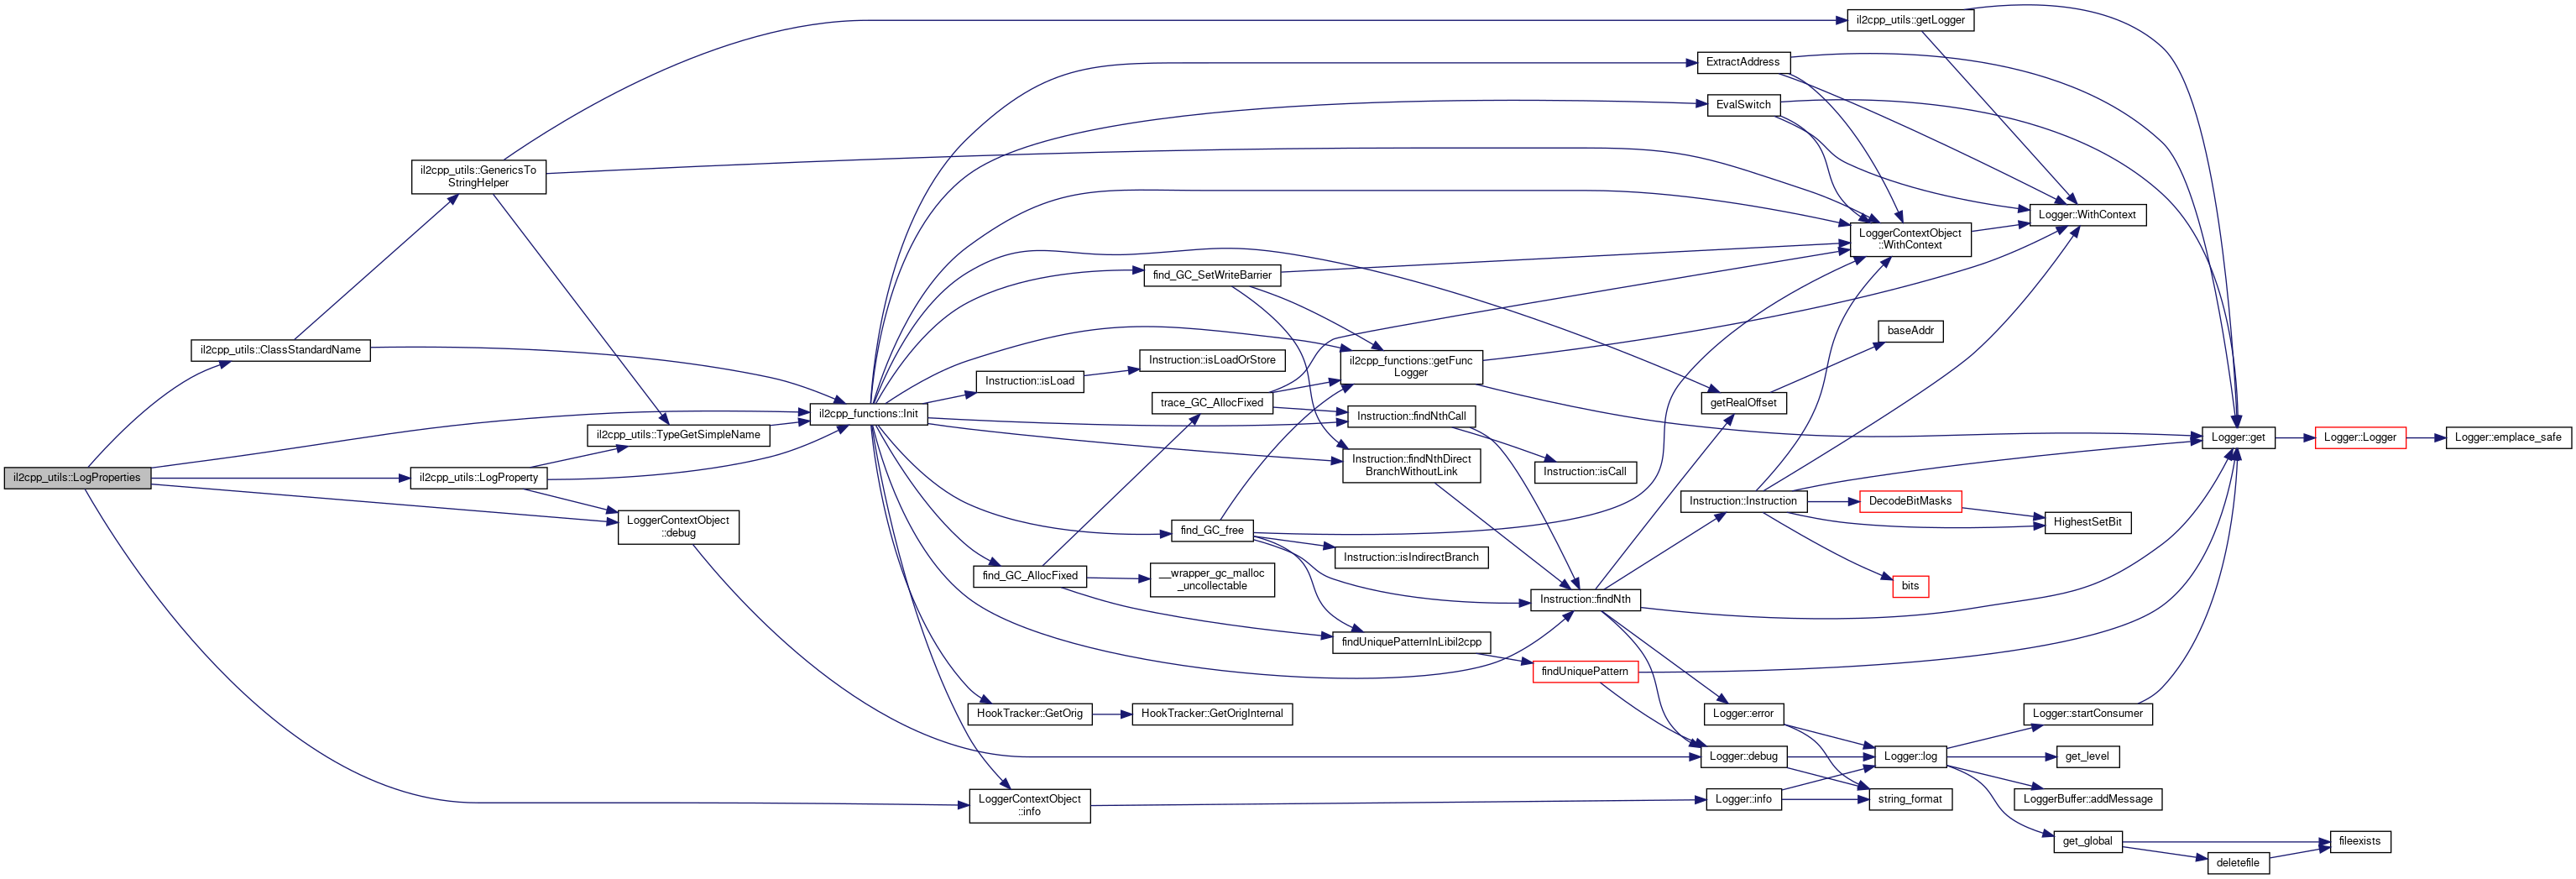 il2cpp_utils::LogProperties
il2cpp_utils::ClassStandardName
il2cpp_utils::GenericsTo
StringHelper
il2cpp_utils::LogProperty
il2cpp_utils::TypeGetSimpleName
LoggerContextObject
::debug
il2cpp_functions::Init
Instruction::isLoad
find_GC_AllocFixed
HookTracker::GetOrig
LoggerContextObject
::info
find_GC_SetWriteBarrier
Instruction::isLoadOrStore
trace_GC_AllocFixed
find_GC_free
__wrapper_gc_malloc
_uncollectable
HookTracker::GetOrigInternal
il2cpp_functions::getFunc
Logger
Instruction::findNthCall
Instruction::findNthDirect
BranchWithoutLink
Instruction::isIndirectBranch
findUniquePatternInLibil2cpp
Instruction::isCall
Instruction::findNth
findUniquePattern
ExtractAddress
EvalSwitch
getRealOffset
Instruction::Instruction
Logger::error
Logger::debug
Logger::info
il2cpp_utils::getLogger
LoggerContextObject
::WithContext
baseAddr
DecodeBitMasks
bits
Logger::log
string_format
Logger::WithContext
HighestSetBit
Logger::startConsumer
get_level
LoggerBuffer::addMessage
get_global
Logger::get
deletefile
Logger::Logger
fileexists
Logger::emplace_safe